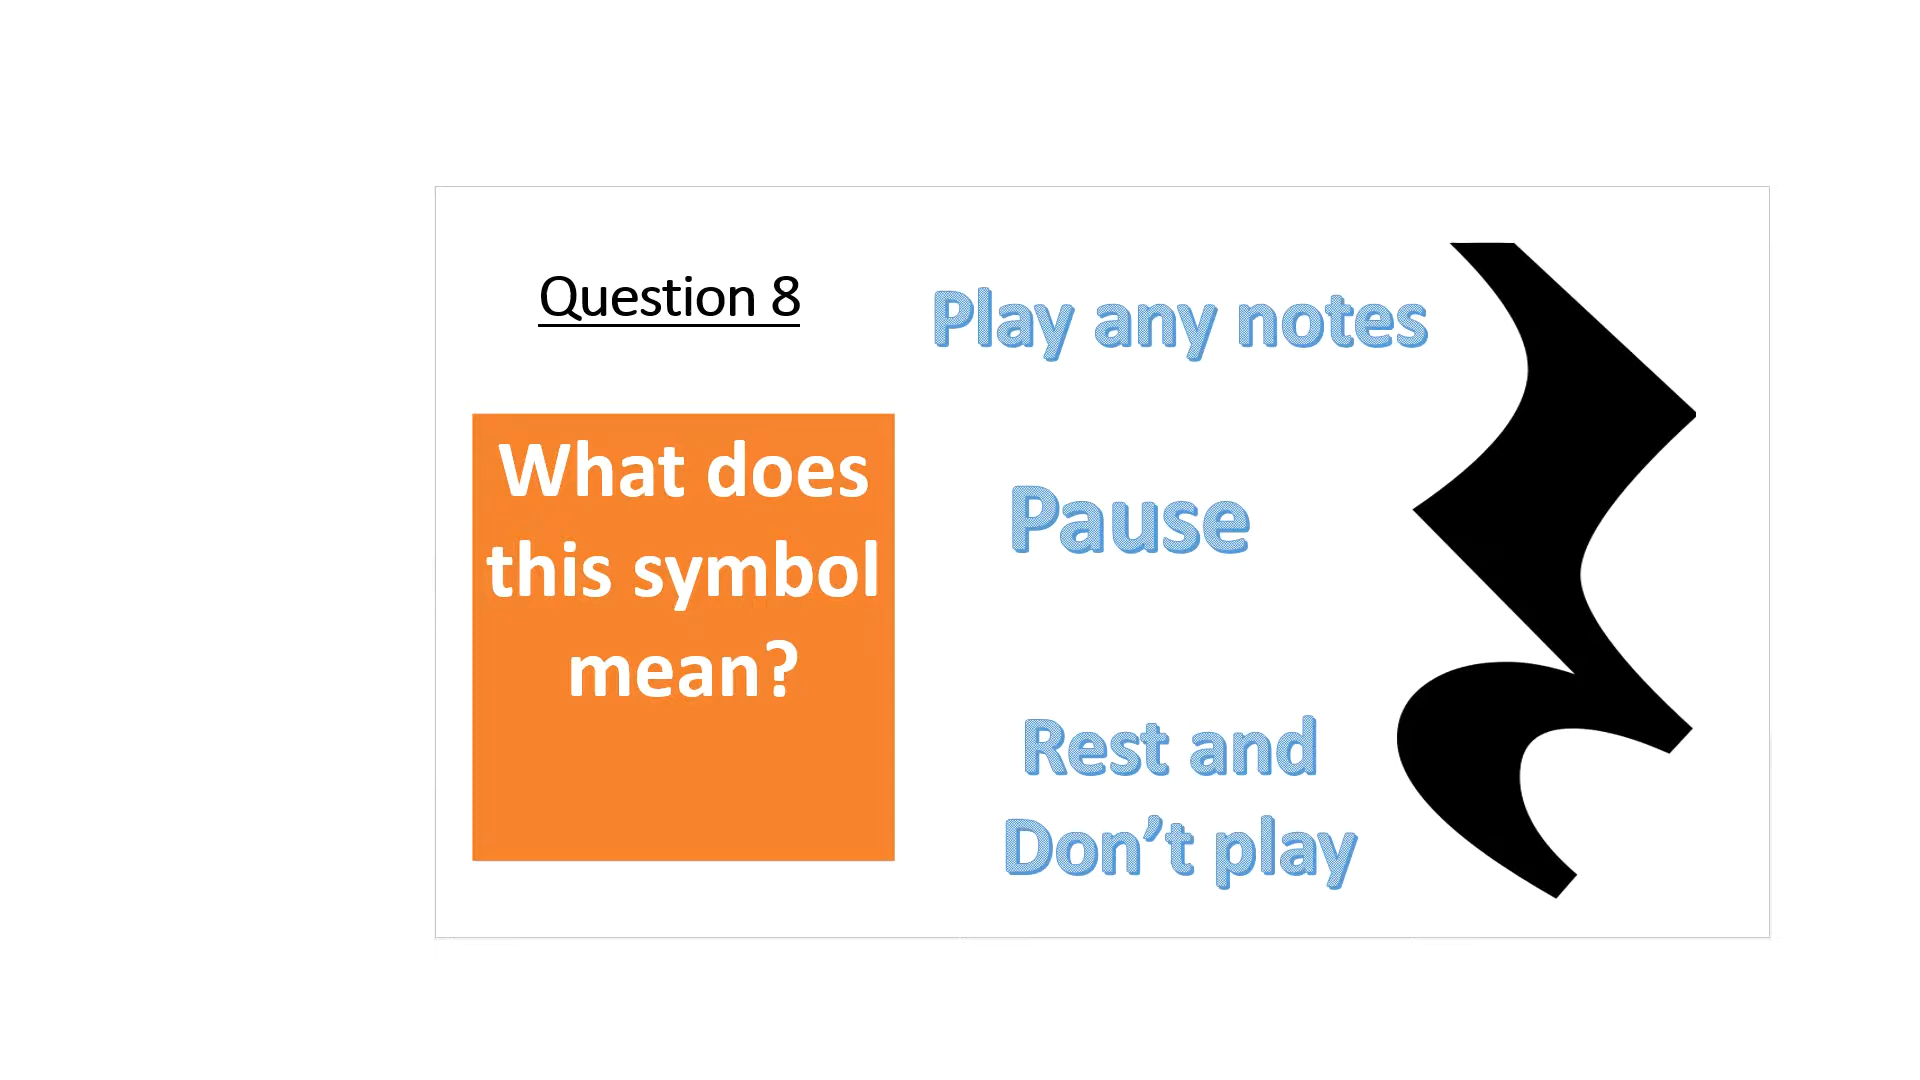 Question 8
What does
this symbol
mean?
Play any notes
Pause
Rest and
Don’t play